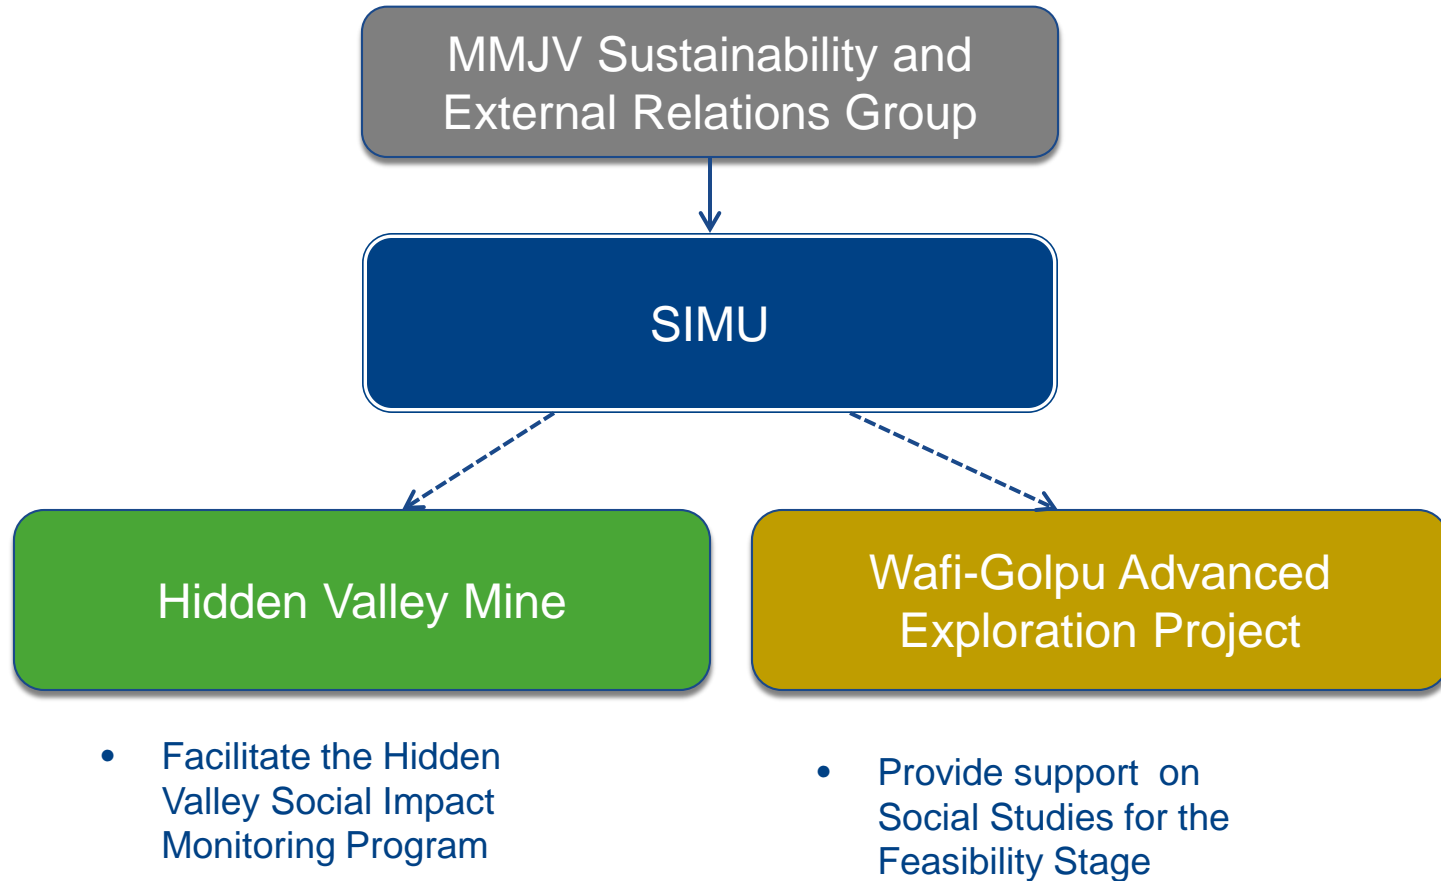 MMJV Sustainability and
External Relations Group
SIMU
Hidden Valley Mine
Wafi-Golpu Advanced
Exploration Project
• Facilitate the Hidden
Valley Social Impact
Monitoring Program
• Provide support  on
Social Studies for the
Feasibility Stage